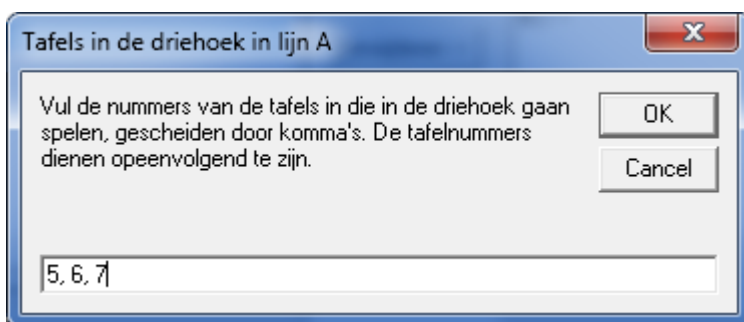 Tafels in de driehoek in lijn A
Vul de nummers van de tafels in die in de driehoek gaan
spelen, gescheiden door komma's. De tafelnummers
dienen opeenvolgend te zijn.
OK
Cancel
5, 6, 7